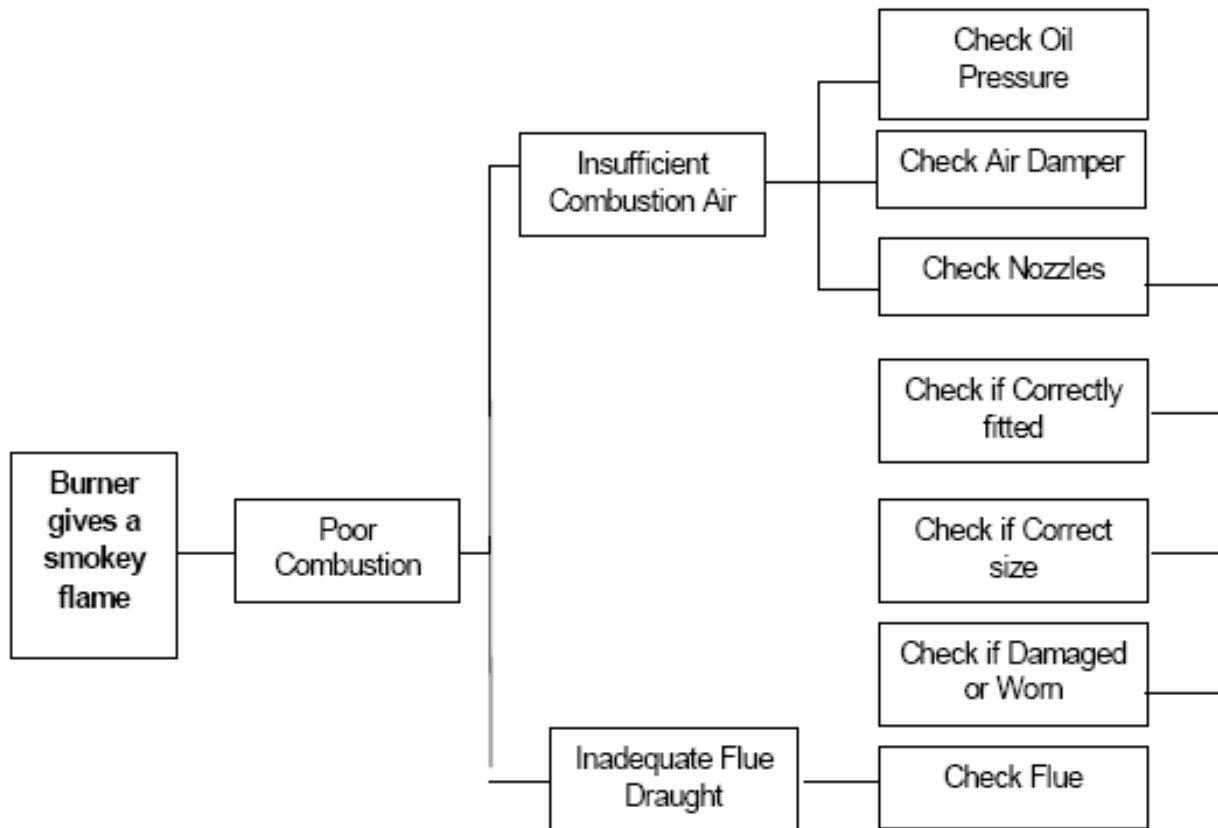 Burner
gives a
smokey
flame
Poor
Combustion
Insufficient
Combustion Air
Inadequate Flue
Draught
Check Oil
Pressure
Check Air Damper
Check Nozzles
Check if Correctly
fitted
Check if Correct
size
Check if Damaged
or Worn
Check Flue